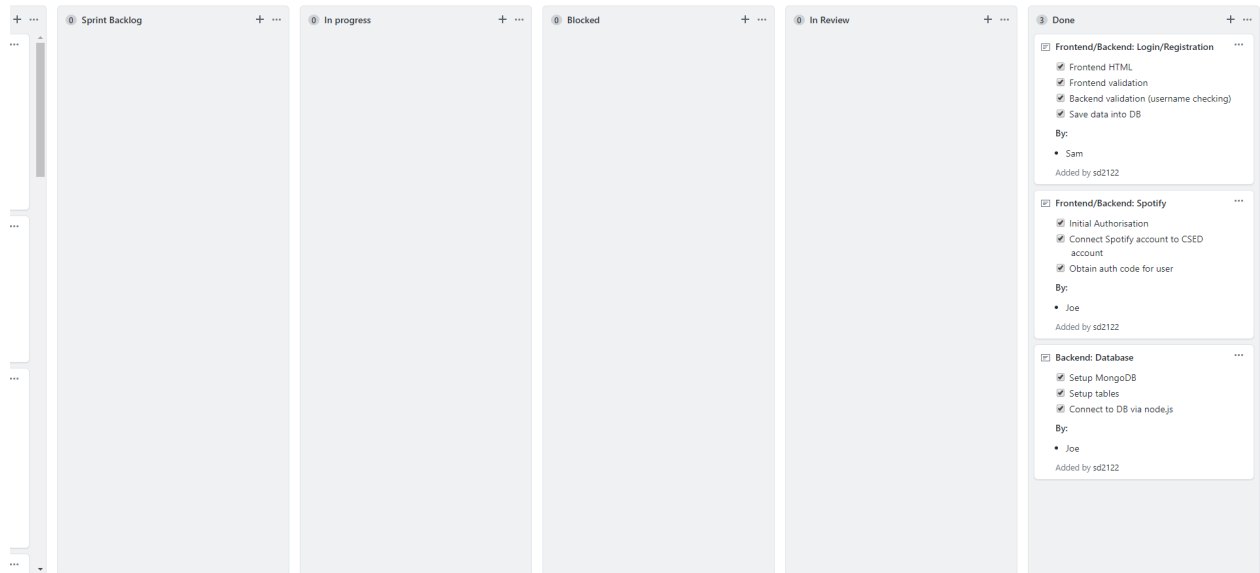 0 Sprint Backlog
0 In progress
0 Blocked
0 In Review
3 Done
Frontend/Backend: Login/Registration
Frontend HTML
Frontend validation
Backend validation (username checking)
Save data into DB
By:
Sam
Added by sd2122
Frontend/Backend: Spotify
Initial Authorisation
Connect Spotify account to CSED
account
Obtain auth code for user
By:
Joe
Added by sd2122
Backend: Database
Setup MongoDB
Setup tables
Connect to DB via node.js
By:
Joe
Added by sd2122